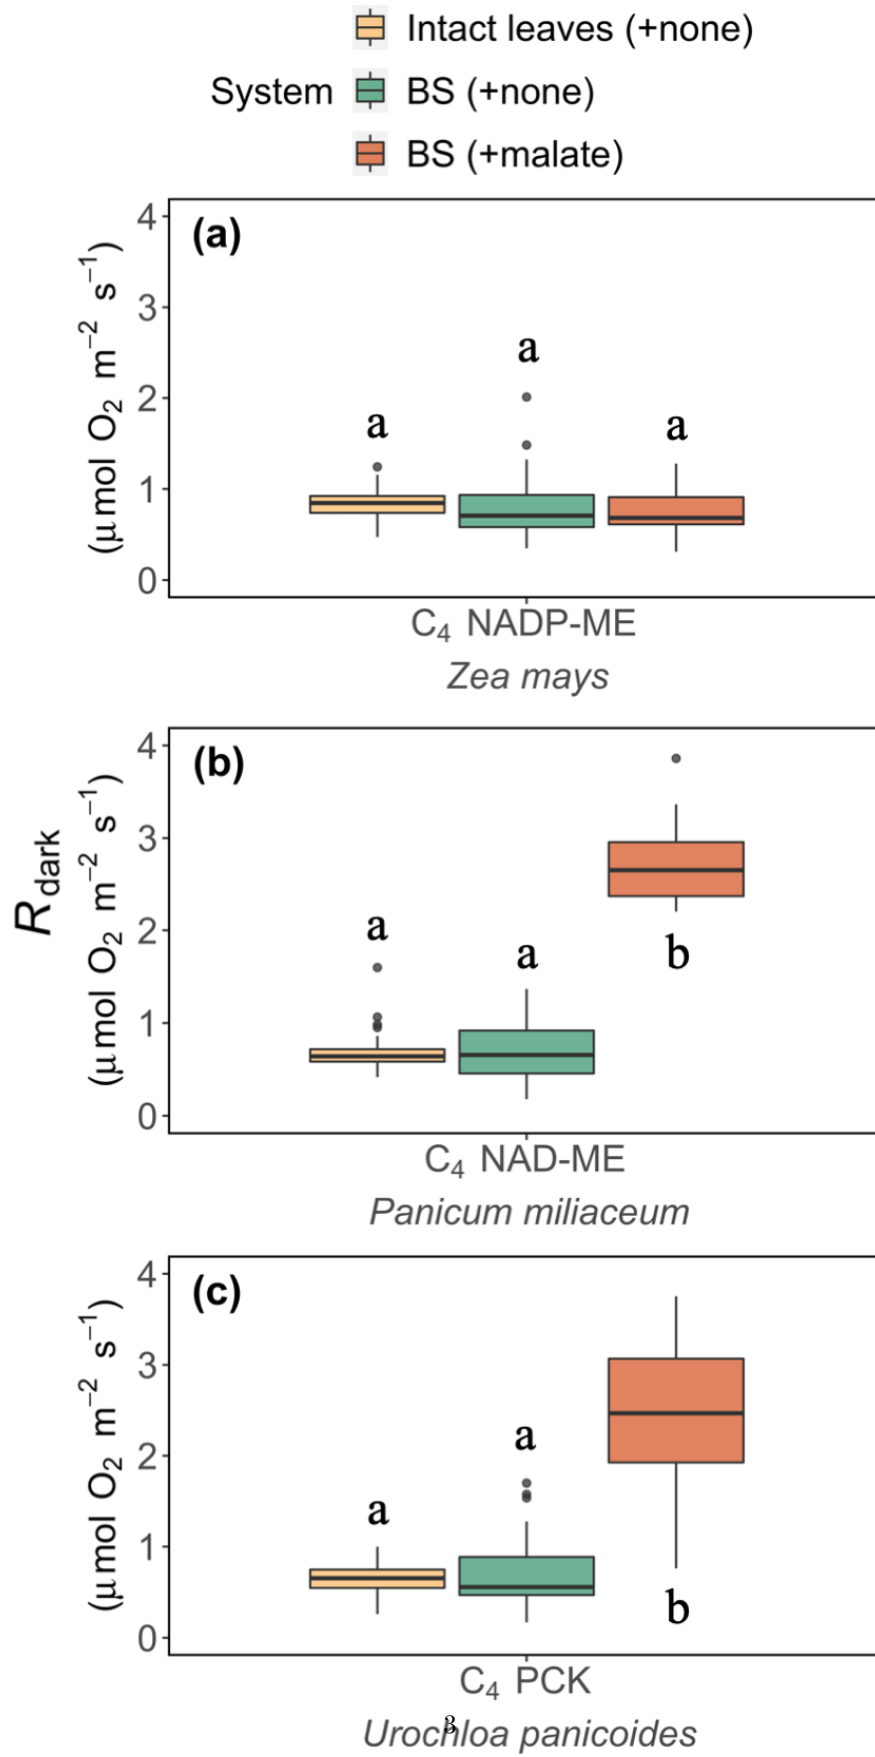 Intact leaves (+none)
System BS (+none)
BS (+malate)
(a)
4
3
2
1
0
(μmol O₂ m⁻² s⁻¹)
a
a
a
C₄ NADP-ME
Zea mays
(b)
4
3
2
1
0
R dark
(μmol O₂ m⁻² s⁻¹)
a
a
b
C₄ NAD-ME
Panicum miliaceum
(c)
4
3
2
1
0
(μmol O₂ m⁻² s⁻¹)
a
a
b
C₄ PCK
3
Urochloa panicoides